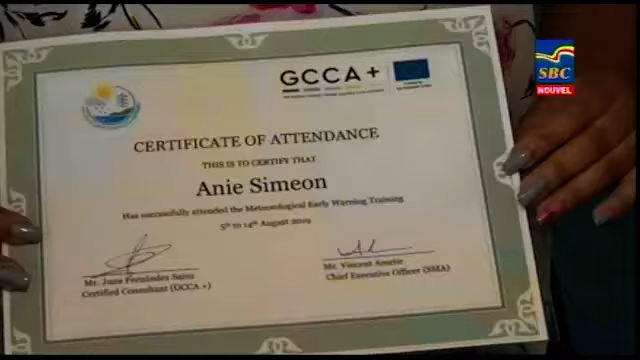 SBC
NOUVEL
GCCA+
CERTIFICATE OF ATTENDANCE
THIS IS TO CERTIFY THAT
Anie Simeon
Has successfully attended the Meteorological Early Warning Training
5th to 14th August 2019
Mr. Juan Fernández Sainz
Certified Consultant (GCCA +)
Mr. Vincent Amelie
Chief Executive Officer (SMA)